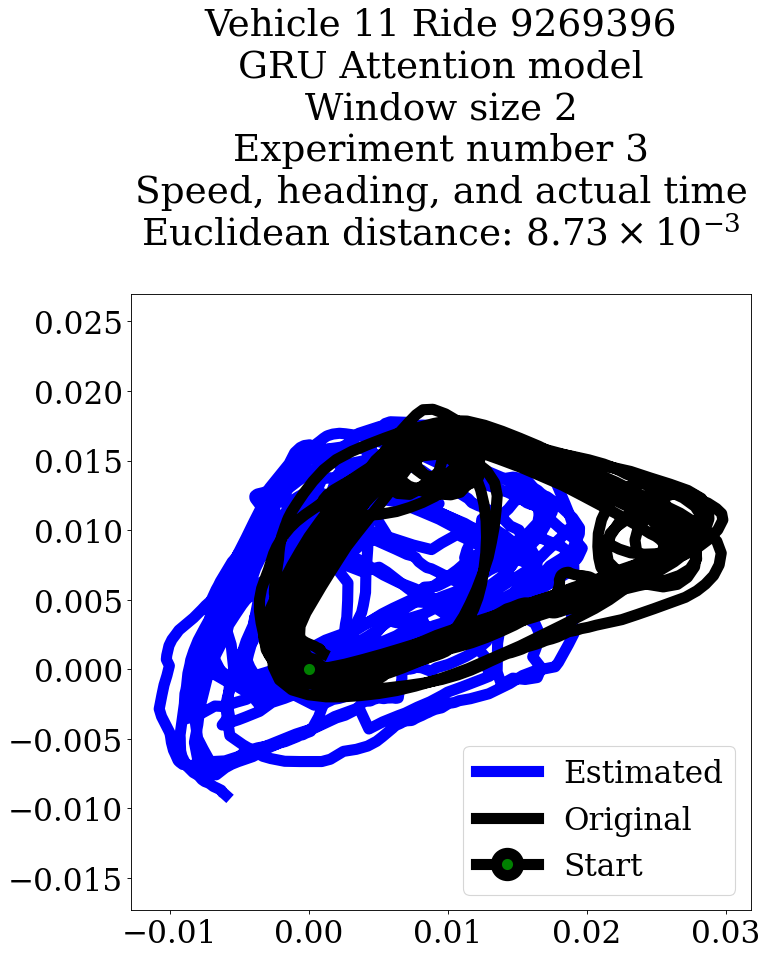 Vehicle 11 Ride 9269396
GRU Attention model
Window size 2
Experiment number 3
Speed, heading, and actual time
Euclidean distance: 8.73 × 10⁻³
0.025
0.020
0.015
0.010
0.005
0.000
−0.005
−0.010
−0.015
Estimated
Original
Start
−0.01 0.00 0.01 0.02 0.03